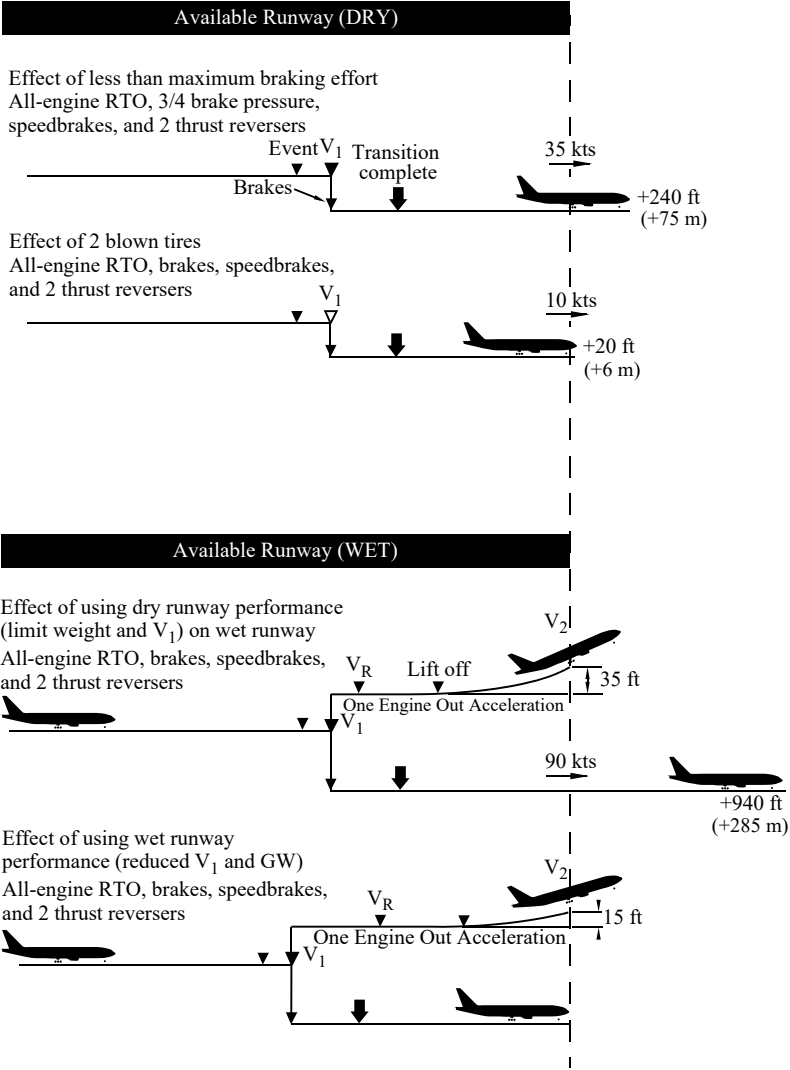 Available Runway (DRY)
Effect of less than maximum braking effort
All-engine RTO, 3/4 brake pressure,
speedbrakes, and 2 thrust reversers
Event V1 Transition
complete
Brakes
35 kts
+240 ft
(+75 m)
Effect of 2 blown tires
All-engine RTO, brakes, speedbrakes,
and 2 thrust reversers
V1
10 kts
+20 ft
(+6 m)
Available Runway (WET)
Effect of using dry runway performance
(limit weight and V1) on wet runway
All-engine RTO, brakes, speedbrakes,
and 2 thrust reversers
VR
Lift off
V2
35 ft
One Engine Out Acceleration
V1
90 kts
+940 ft
(+285 m)
Effect of using wet runway
performance (reduced V1 and GW)
All-engine RTO, brakes, speedbrakes,
and 2 thrust reversers
VR
V2
15 ft
One Engine Out Acceleration
V1